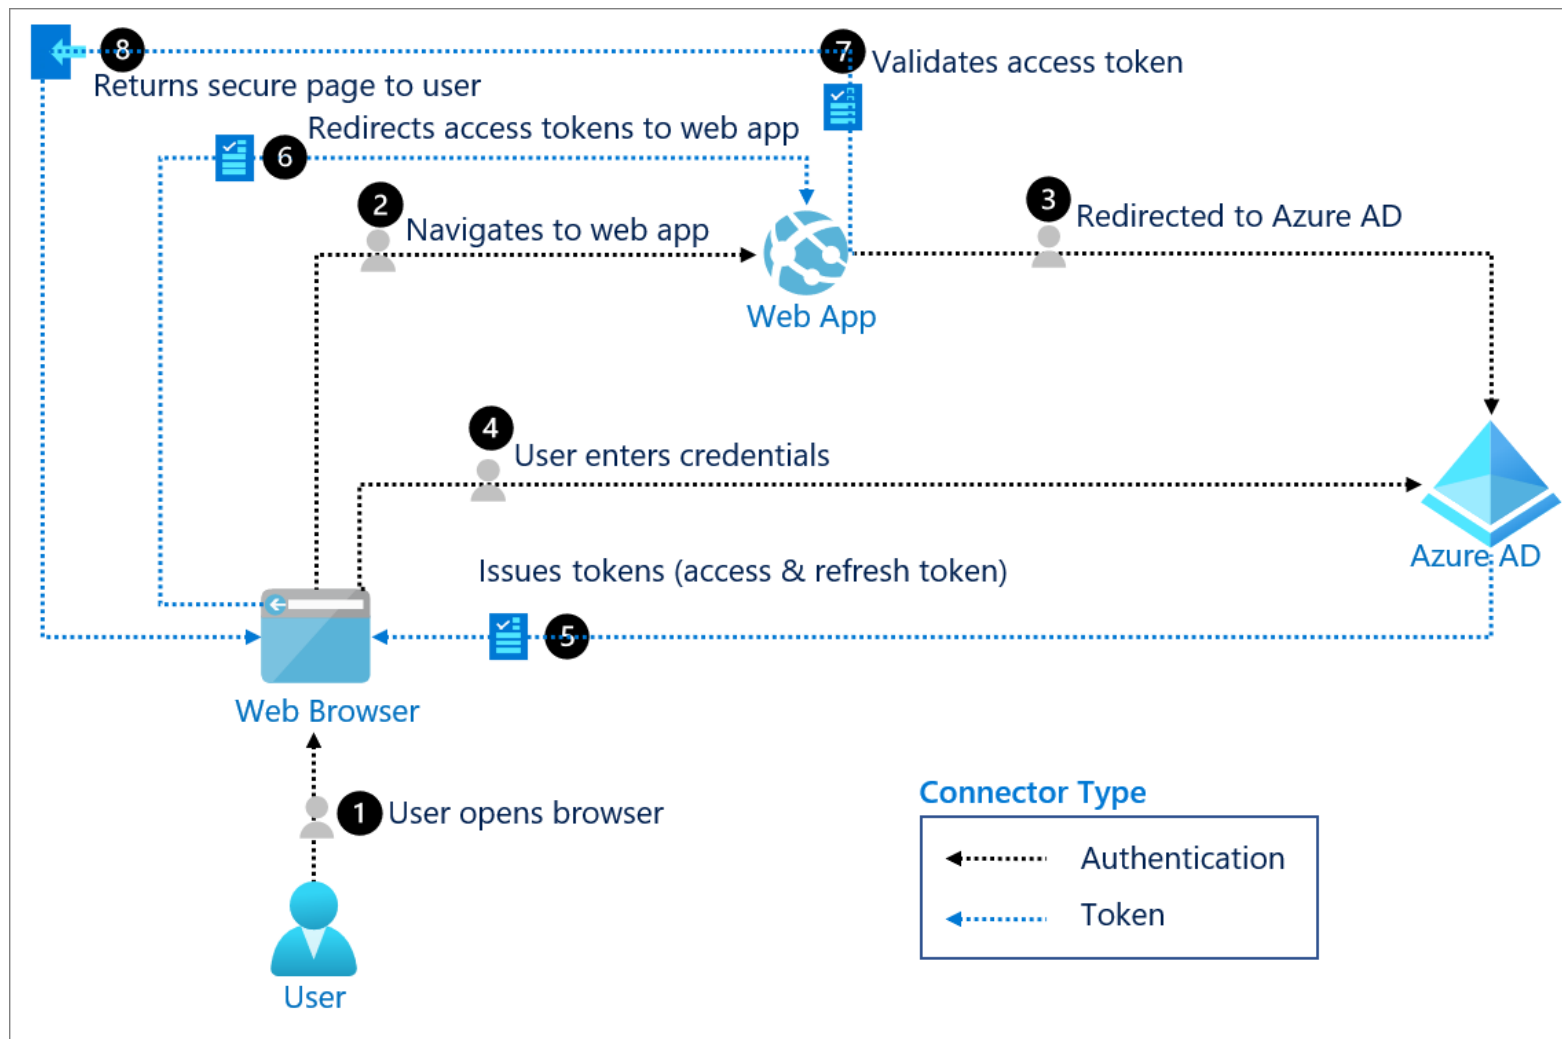 8
7
Validates access token
Returns secure page to user
Redirects access tokens to web app
6
2
Navigates to web app
3
Redirected to Azure AD
Web App
4
User enters credentials
Azure AD
Issues tokens (access & refresh token)
5
Web Browser
1
User opens browser
User
Connector Type
Authentication
Token